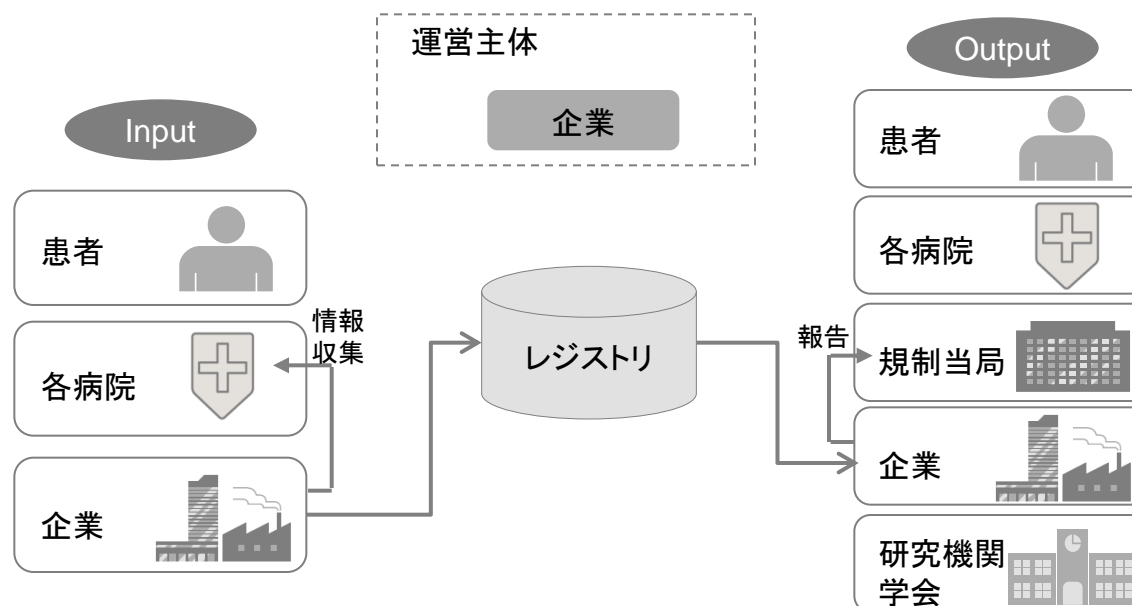 運営主体
企業
Input
患者
各病院
情報
収集
企業
レジストリ
Output
患者
各病院
報告
規制当局
企業
研究機関
学会